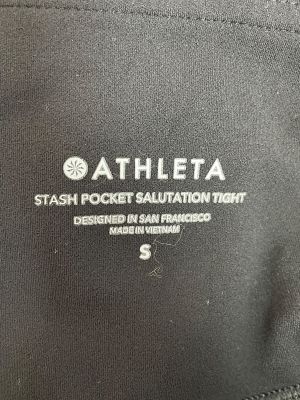 ATHLETA
STASH POCKET SALUTATION TIGHT
DESIGNED IN SAN FRANCISCO
MADE IN VIETNAM
S